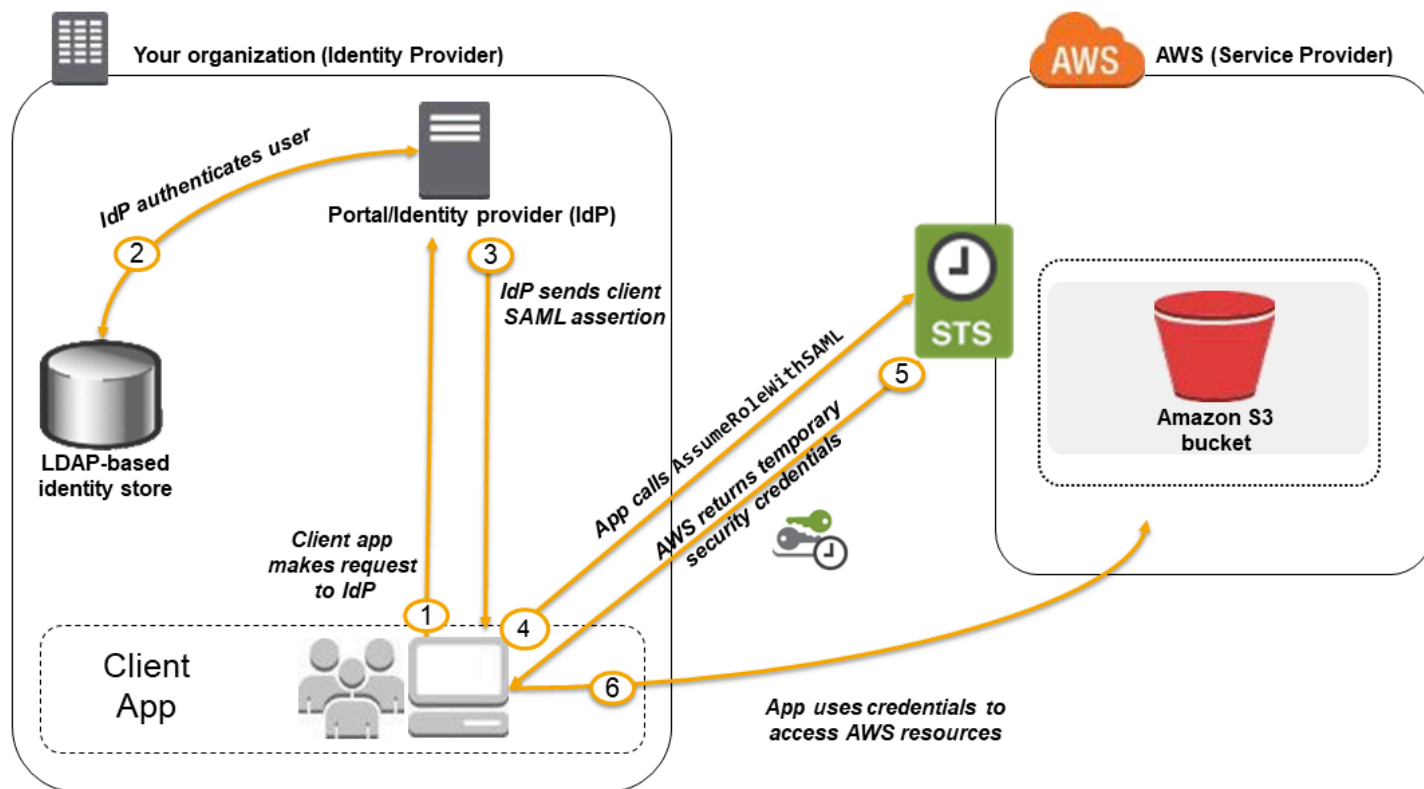 Your organization (Identity Provider)
AWS
AWS (Service Provider)
IdP authenticates user
Portal/Identity provider (IdP)
2
3
IdP sends client
SAML assertion
STS
LDAP-based
identity store
5
Amazon S3
bucket
App calls AssumeRoleWithSAML
AWS returns temporary
security credentials
Client app
makes request
to IdP
1
4
Client
App
6
App uses credentials to
access AWS resources